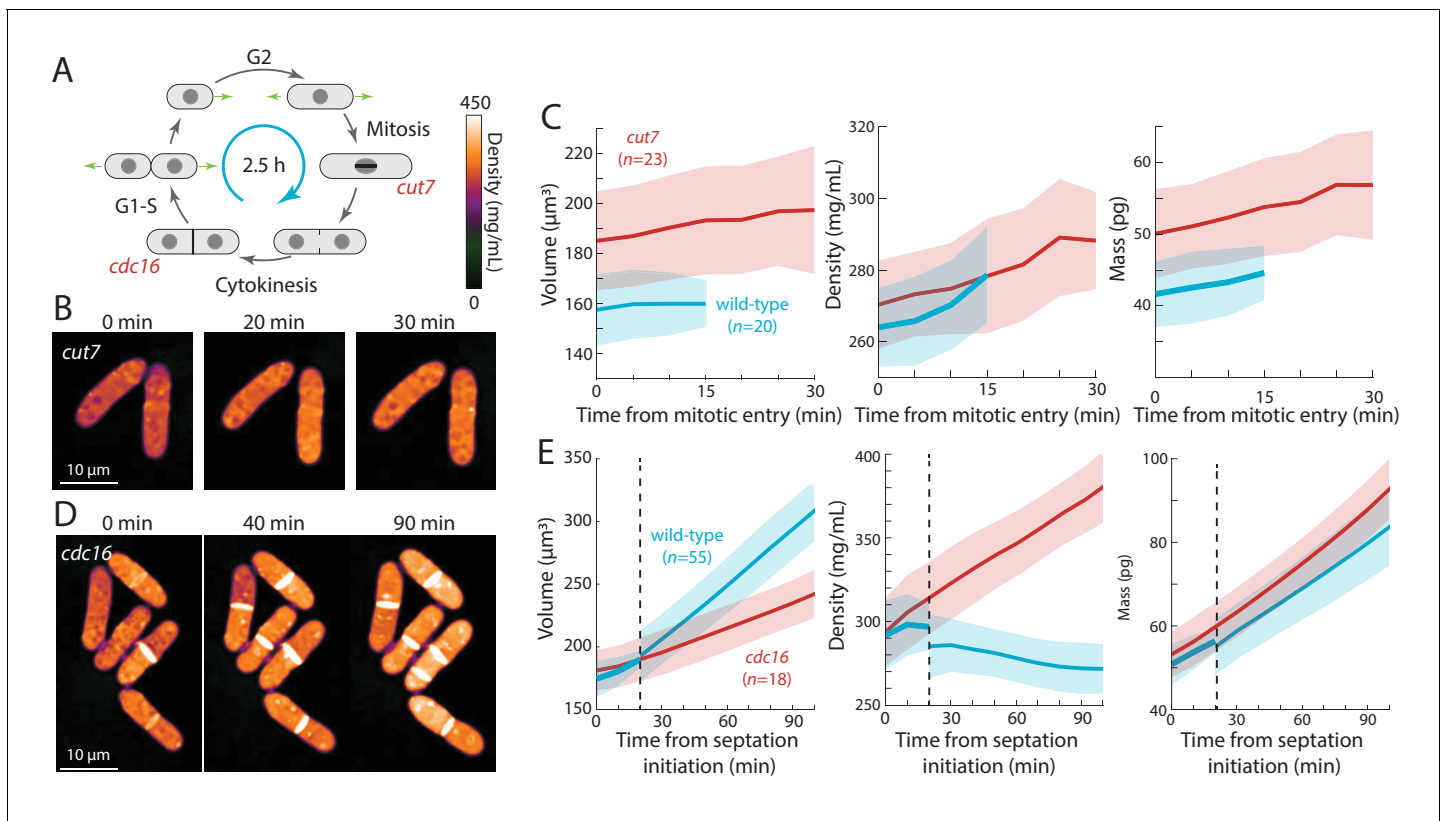 A
G2
Mitosis
cut7
2.5 h
G1-S
cdc16
Cytokinesis
450
Density (mg/mL)
0
B
0 min
20 min
30 min
cut7
10 µm
D
0 min
40 min
90 min
cdc16
10 µm
C
Volume (µm³)
220
200
180
160
140
cut7
(n=23)
wild-type
(n=20)
0
15
30
Time from mitotic entry (min)
Density (mg/mL)
320
300
280
260
0
15
30
Time from mitotic entry (min)
Mass (pg)
60
50
40
0
15
30
Time from mitotic entry (min)
E
Volume (µm³)
350
300
250
200
150
wild-type
(n=55)
cdc16
(n=18)
0
30
60
90
Time from septation
initiation (min)
Density (mg/mL)
400
350
300
250
0
30
60
90
Time from septation
initiation (min)
Mass (pg)
100
80
60
40
0
30
60
90
Time from septation
initiation (min)